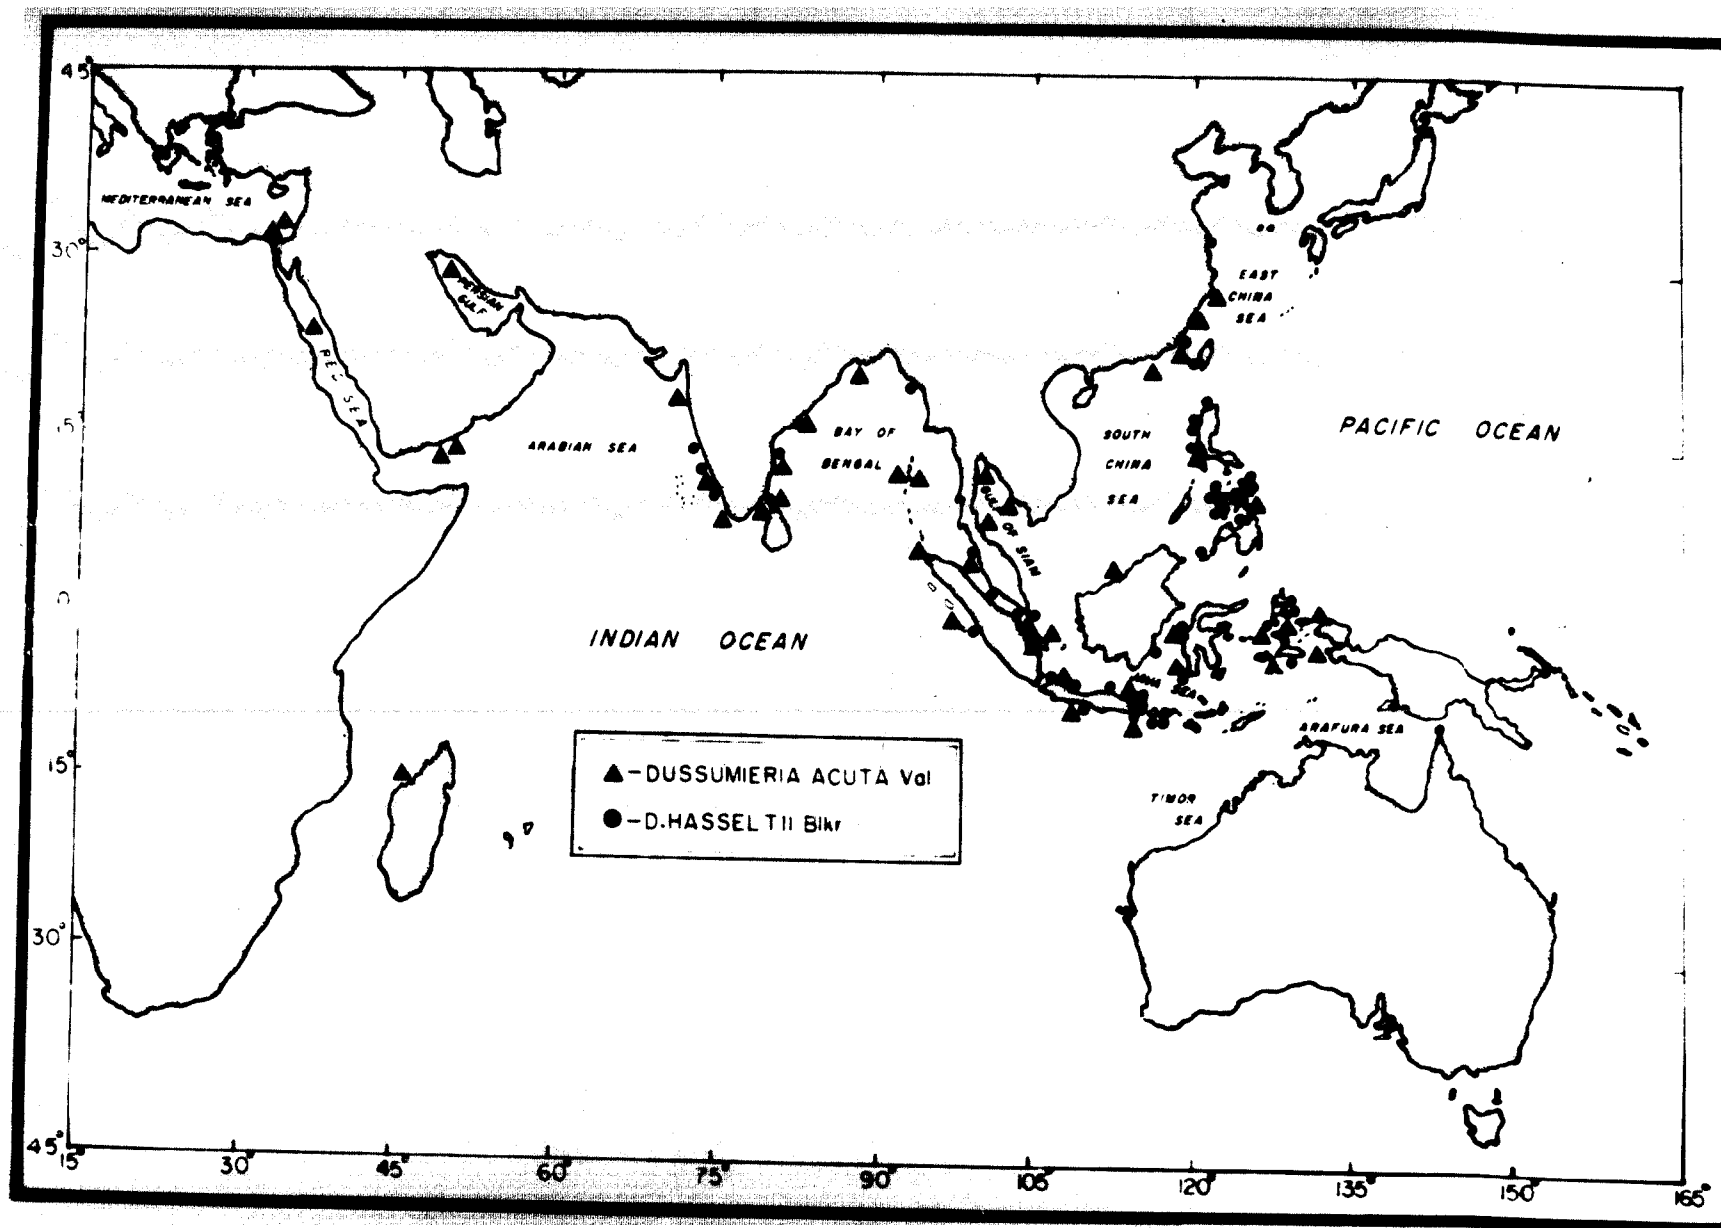 45°
MEDITERRANEAN SEA
30°
PERSIAN
GULF
EAST
CHINA
SEA
RED SEA
15°
ARABIAN SEA
BAY OF
BENGAL
SOUTH
CHINA
SEA
PACIFIC OCEAN
GULF OF SIAM
0
INDIAN OCEAN
JAVA SEA
ARAFURA SEA
15°
▲-DUSSUMIERIA ACUTA Val
●-D.HASSELTII Blkr
TIMOR
SEA
30°
45°
15° 30° 45° 60° 75° 90° 105 120° 135° 150° 165°